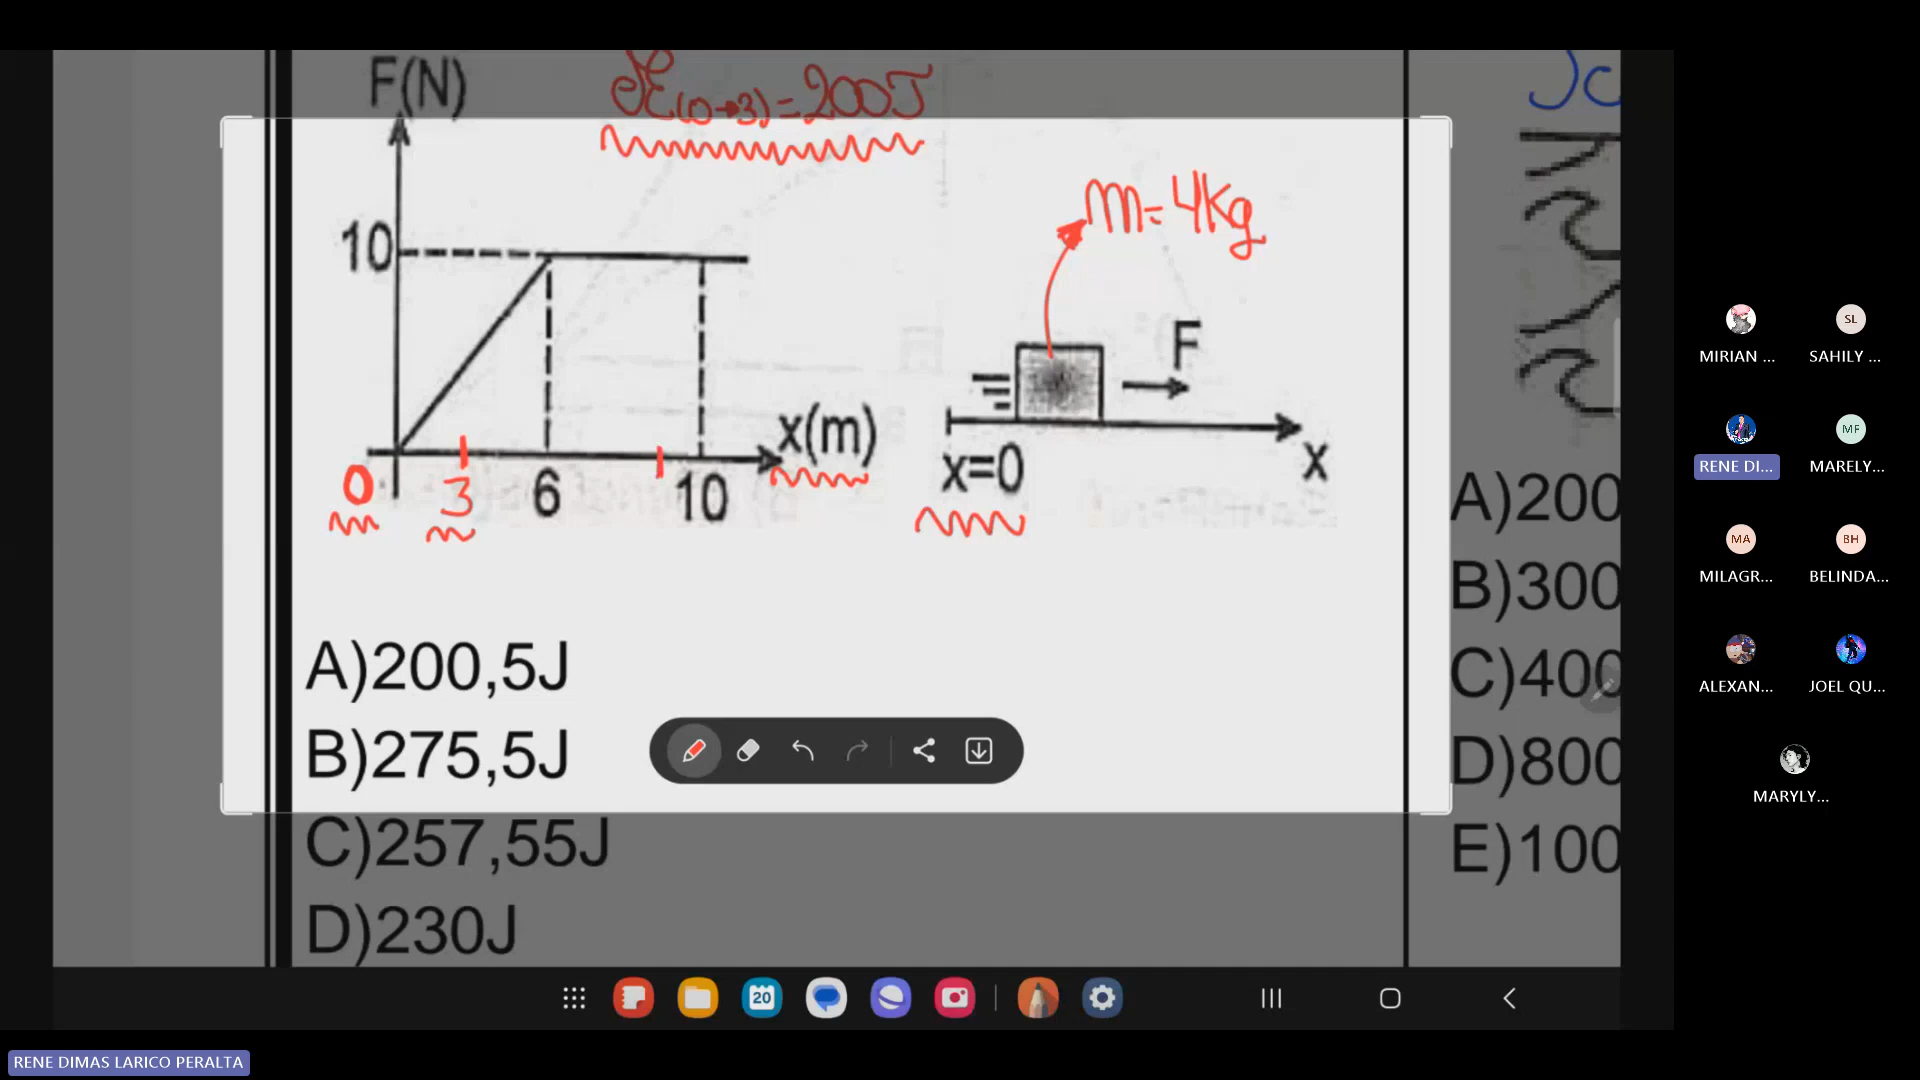 F(N)
(0→3)=200J
m=4kg
10
F
x(m)
0
3
6
10
x=0
x
A)200,5J
B)275,5J
C)257,55J
D)230J
A)200
B)300
C)400
D)800
E)100
20
MIRIAN ...
SL
SAHILY ...
RENE DI...
MF
MARELY...
MA
MILAGR...
BH
BELINDA...
ALEXAN...
JOEL QU...
MARYLY...
RENE DIMAS LARICO PERALTA